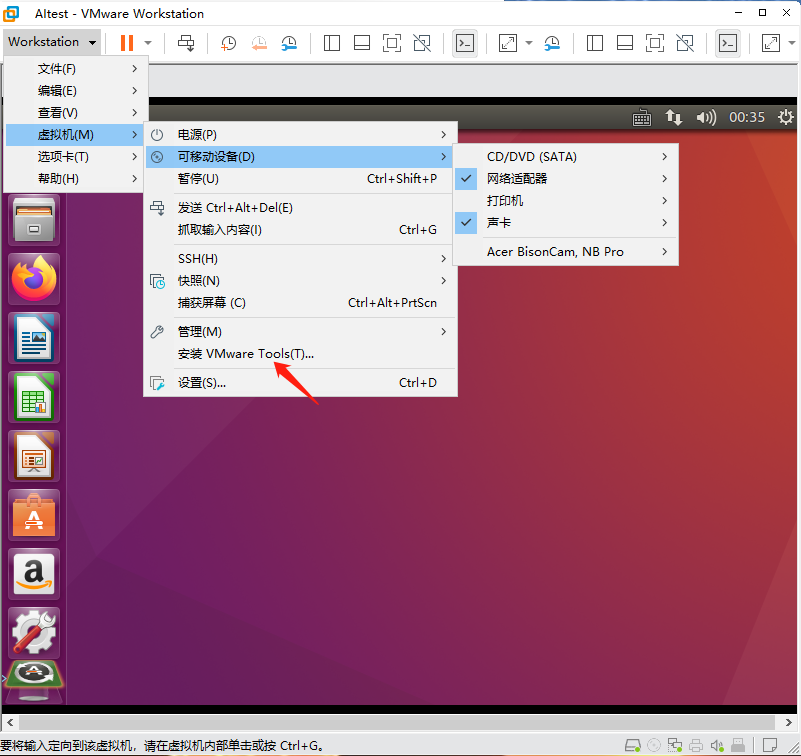 AItest - VMware Workstation
Workstation
文件(F)
编辑(E)
查看(V)
虚拟机(M)
选项卡(T)
帮助(H)
00:35
电源(P)
可移动设备(D)
暂停(U) Ctrl+Shift+P
发送 Ctrl+Alt+Del(E)
抓取输入内容(I) Ctrl+G
SSH(H)
快照(N)
捕获屏幕 (C) Ctrl+Alt+PrtScn
管理(M)
安装 VMware Tools(T)...
设置(S)... Ctrl+D
CD/DVD (SATA)
网络适配器
打印机
声卡
Acer BisonCam, NB Pro
要将输入定向到该虚拟机，请在虚拟机内部单击或按 Ctrl+G。